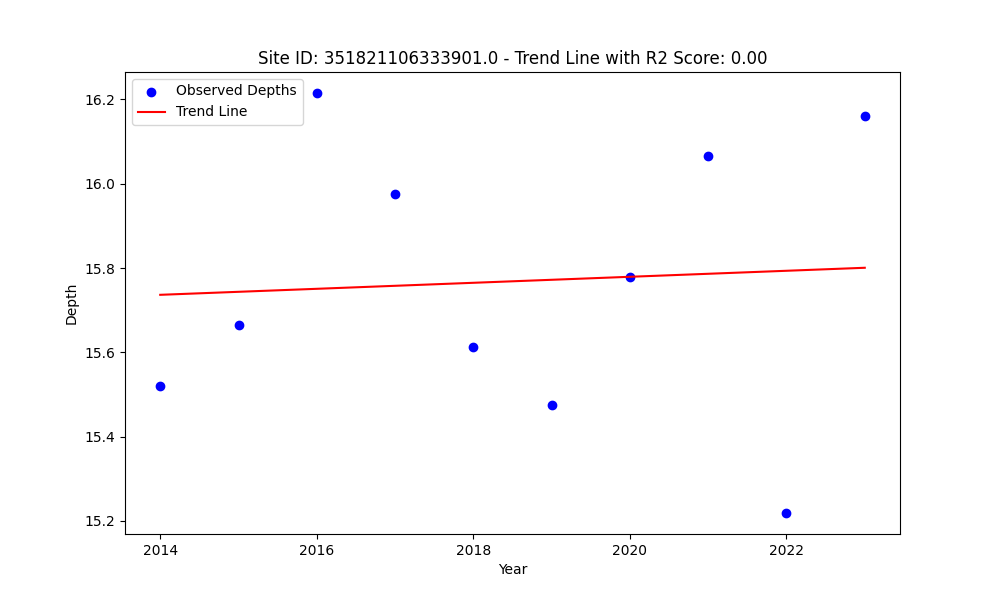 Site ID: 351821106333901.0 - Trend Line with R2 Score: 0.00
Observed Depths
Trend Line
Depth
16.2
16.0
15.8
15.6
15.4
15.2
2014
2016
2018
2020
2022
Year